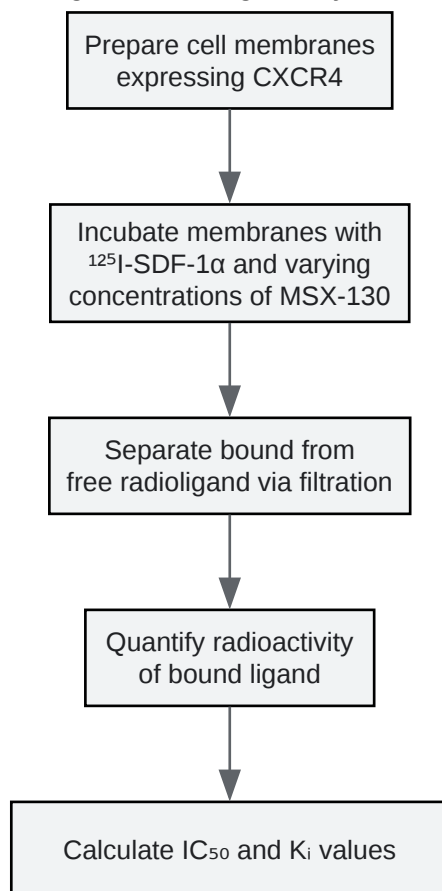 Prepare cell membranes
expressing CXCR4
Incubate membranes with
¹²⁵I-SDF-1α and varying
concentrations of MSX-130
Separate bound from
free radioligand via filtration
Quantify radioactivity
of bound ligand
Calculate IC₅₀ and Kᵢ values